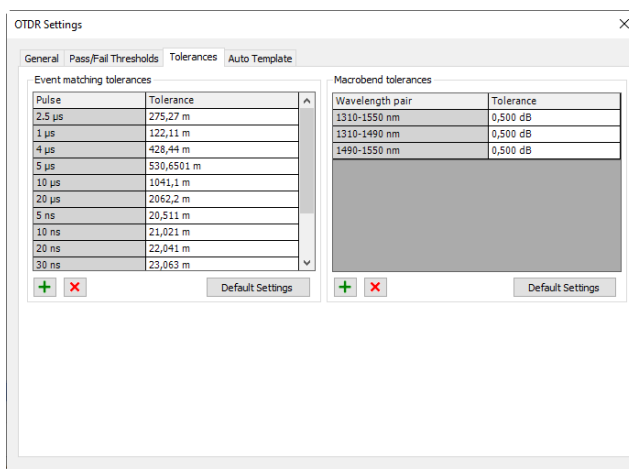 OTDR Settings
General Pass/Fail Thresholds Tolerances Auto Template
Event matching tolerances
Pulse Tolerance
2.5 µs 275,27 m
1 µs 122,11 m
4 µs 428,44 m
5 µs 530,6501 m
10 µs 1041,1 m
20 µs 2062,2 m
5 ns 20,511 m
10 ns 21,021 m
20 ns 22,041 m
30 ns 23,063 m
Default Settings
Macrobend tolerances
Wavelength pair Tolerance
1310-1550 nm 0,500 dB
1310-1490 nm 0,500 dB
1490-1550 nm 0,500 dB
Default Settings